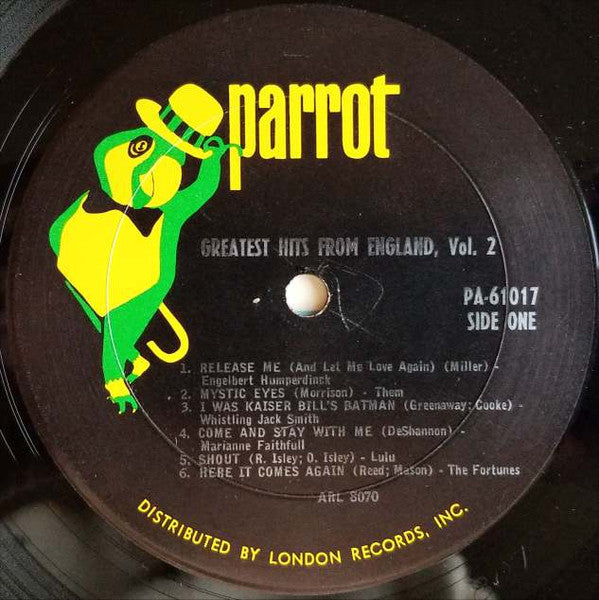 parrot
GREATEST HITS FROM ENGLAND, Vol. 2
PA-61017
SIDE ONE
1. RELEASE ME (And Let Me Love Again) (Miller) -
Engelbert Humperdinck
2. MYSTIC EYES (Morrison) - Them
3. I WAS KAISER BILL'S BATMAN (Greenaway; Cooke) -
Whistling Jack Smith
4. COME AND STAY WITH ME (DeShannon) -
Marianne Faithfull
5. SHOUT (R. Isley; O. Isley) - Lulu
6. HERE IT COMES AGAIN (Reed; Mason) - The Fortunes
ARL 8070
DISTRIBUTED BY LONDON RECORDS, INC.